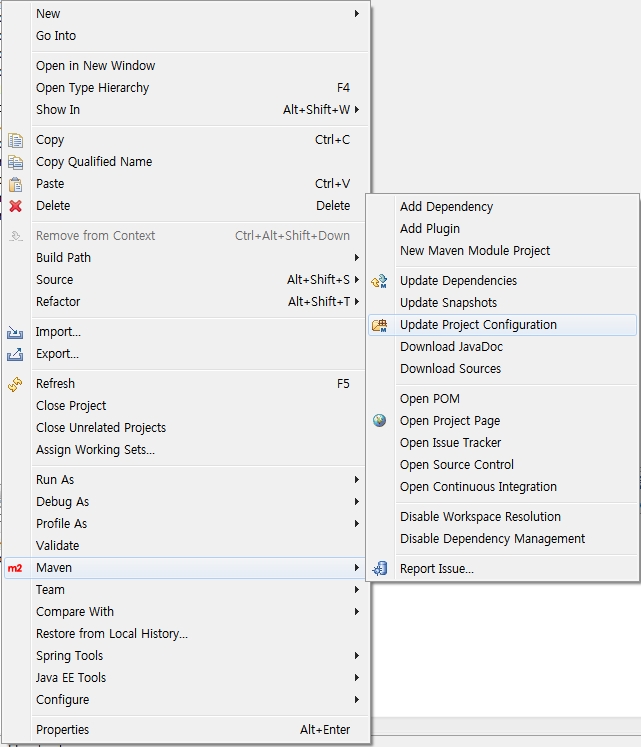 New
Go Into
Open in New Window
Open Type Hierarchy F4
Show In Alt+Shift+W
Copy Ctrl+C
Copy Qualified Name
Paste Ctrl+V
Delete Delete
Remove from Context Ctrl+Alt+Shift+Down
Build Path
Source Alt+Shift+S
Refactor Alt+Shift+T
Import...
Export...
Refresh F5
Close Project
Close Unrelated Projects
Assign Working Sets...
Run As
Debug As
Profile As
Validate
m2 Maven
Team
Compare With
Restore from Local History...
Spring Tools
Java EE Tools
Configure
Properties Alt+Enter
Add Dependency
Add Plugin
New Maven Module Project
Update Dependencies
Update Snapshots
Update Project Configuration
Download JavaDoc
Download Sources
Open POM
Open Project Page
Open Issue Tracker
Open Source Control
Open Continuous Integration
Disable Workspace Resolution
Disable Dependency Management
Report Issue...